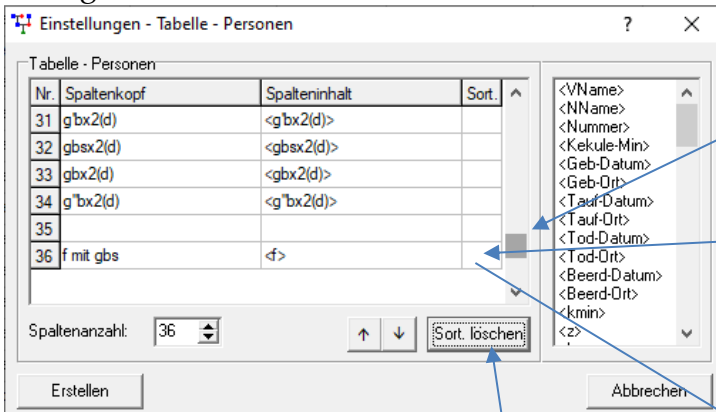 Einstellungen - Tabelle - Personen ?
Tabelle - Personen
Nr. Spaltenkopf Spalteninhalt Sort.
31 g'bx2(d) <g'bx2(d)>
32 gbsx2(d) <gbsx2(d)>
33 gbx2(d) <gbx2(d)>
34 g"bx2(d) <g"bx2(d)>
35
36 f mit gbs <f>
<VName>
<NName>
<Nummer>
<Kekule-Min>
<Geb-Datum>
<Geb-Ort>
<Tauf-Datum>
<Tauf-Ort>
<Tod-Datum>
<Tod-Ort>
<Beerd-Datum>
<Beerd-Ort>
<kmin>
<z>
Spaltenanzahl: 36 Sort. löschen
Erstellen Abbrechen